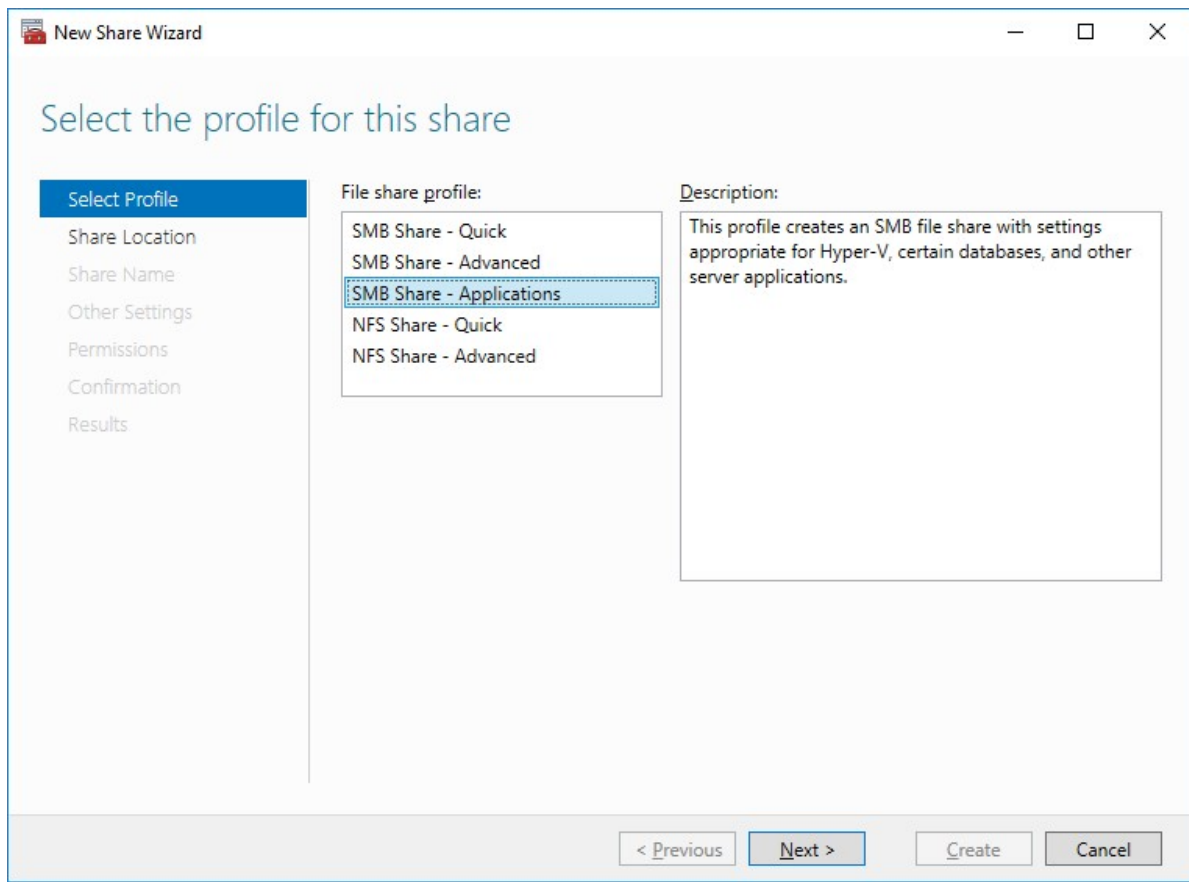 New Share Wizard
Select the profile for this share
Select Profile
Share Location
Share Name
Other Settings
Permissions
Confirmation
Results
File share profile:
SMB Share - Quick
SMB Share - Advanced
SMB Share - Applications
NFS Share - Quick
NFS Share - Advanced
Description:
This profile creates an SMB file share with settings
appropriate for Hyper-V, certain databases, and other
server applications.
< Previous
Next >
Create
Cancel